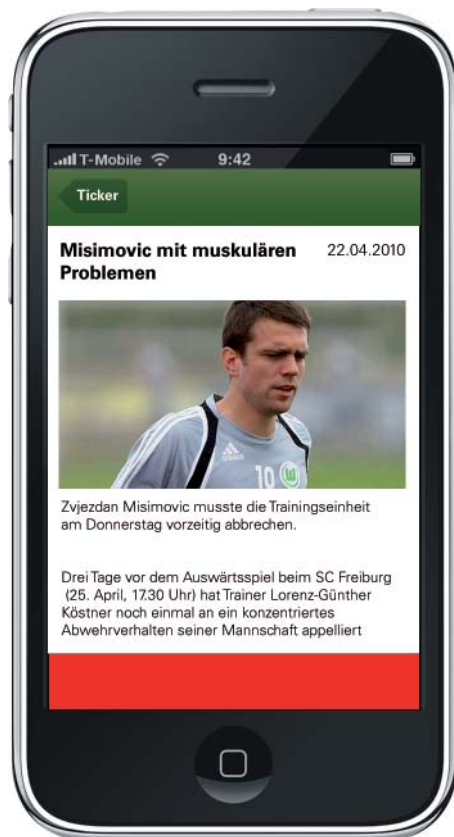 T-Mobile 9:42
Ticker
Misimovic mit muskulären 22.04.2010
Problemen
adidas
10 W
Zvjezdan Misimovic musste die Trainingseinheit
am Donnerstag vorzeitig abbrechen.
Drei Tage vor dem Auswärtsspiel beim SC Freiburg
(25. April, 17.30 Uhr) hat Trainer Lorenz-Günther
Köstner noch einmal an ein konzentriertes
Abwehrverhalten seiner Mannschaft appelliert